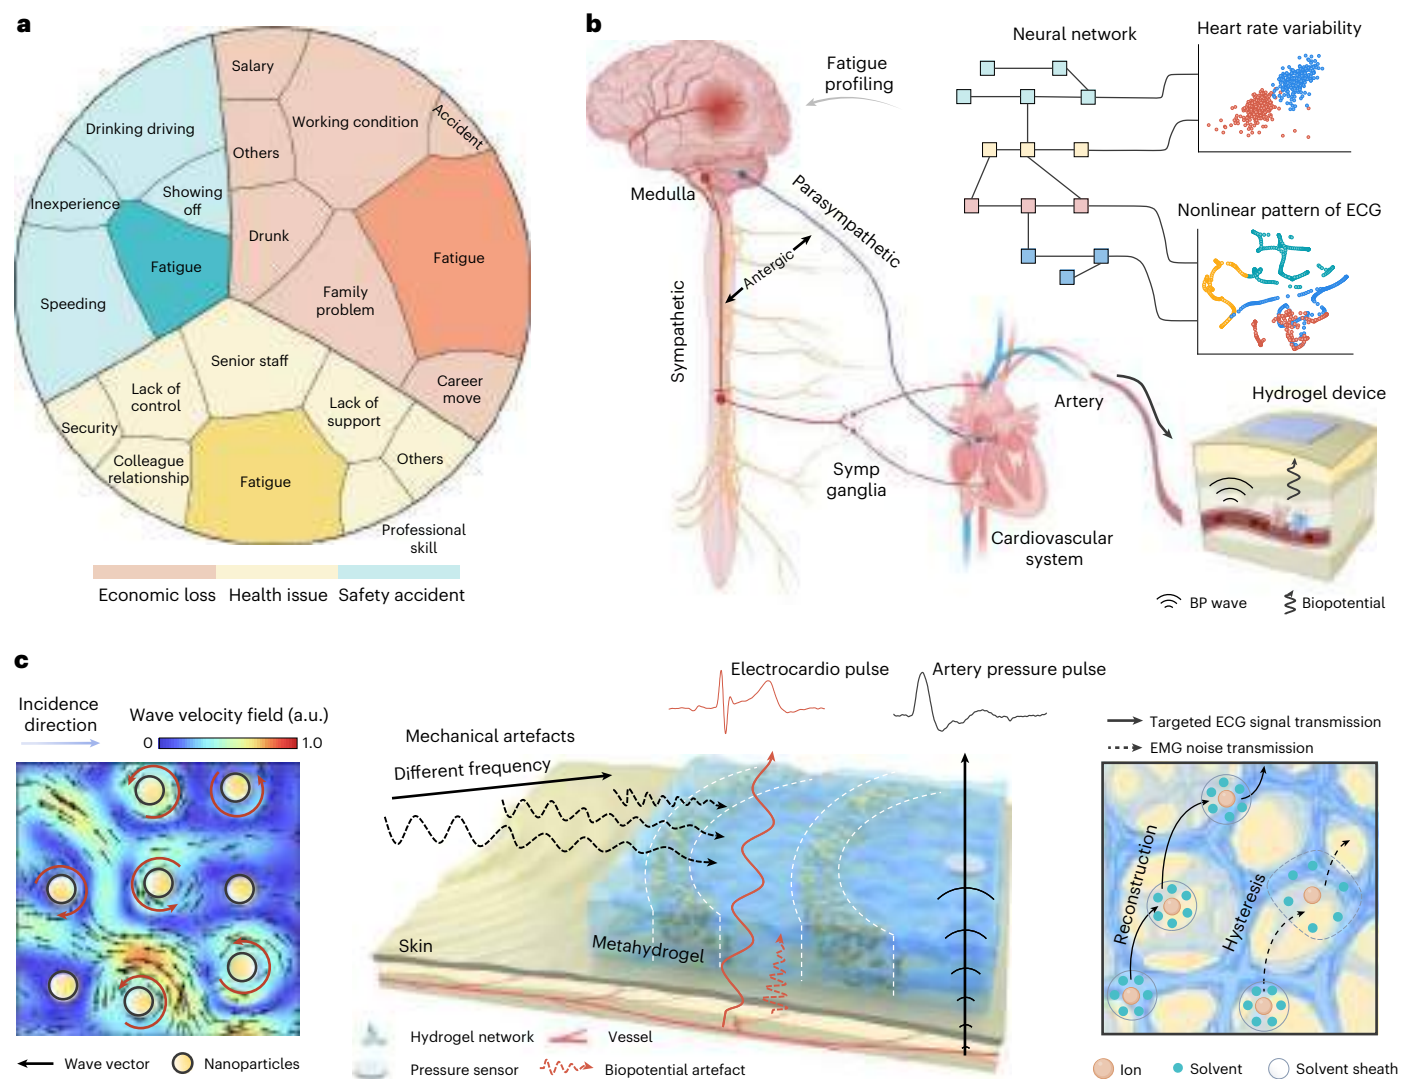 a
Salary
Working condition
Accident
Drinking driving
Others
Inexperience
Showing
off
Drunk
Fatigue
Fatigue
Speeding
Family
problem
Senior staff
Career
move
Lack of
control
Lack of
support
Security
Colleague
relationship
Others
Fatigue
Professional
skill
Economic loss
Health issue
Safety accident
b
Fatigue
profiling
Neural network
Heart rate variability
Medulla
Parasympathetic
Antergic
Sympathetic
Nonlinear pattern of ECG
Artery
Hydrogel device
Symp
ganglia
Cardiovascular
system
BP wave
Biopotential
c
Incidence
direction
Wave velocity field (a.u.)
0
1.0
Wave vector
Nanoparticles
Electrocardio pulse
Artery pressure pulse
Mechanical artefacts
Different frequency
Skin
Metahydrogel
Hydrogel network
Vessel
Pressure sensor
Biopotential artefact
Targeted ECG signal transmission
EMG noise transmission
Reconstruction
Hysteresis
Ion
Solvent
Solvent sheath